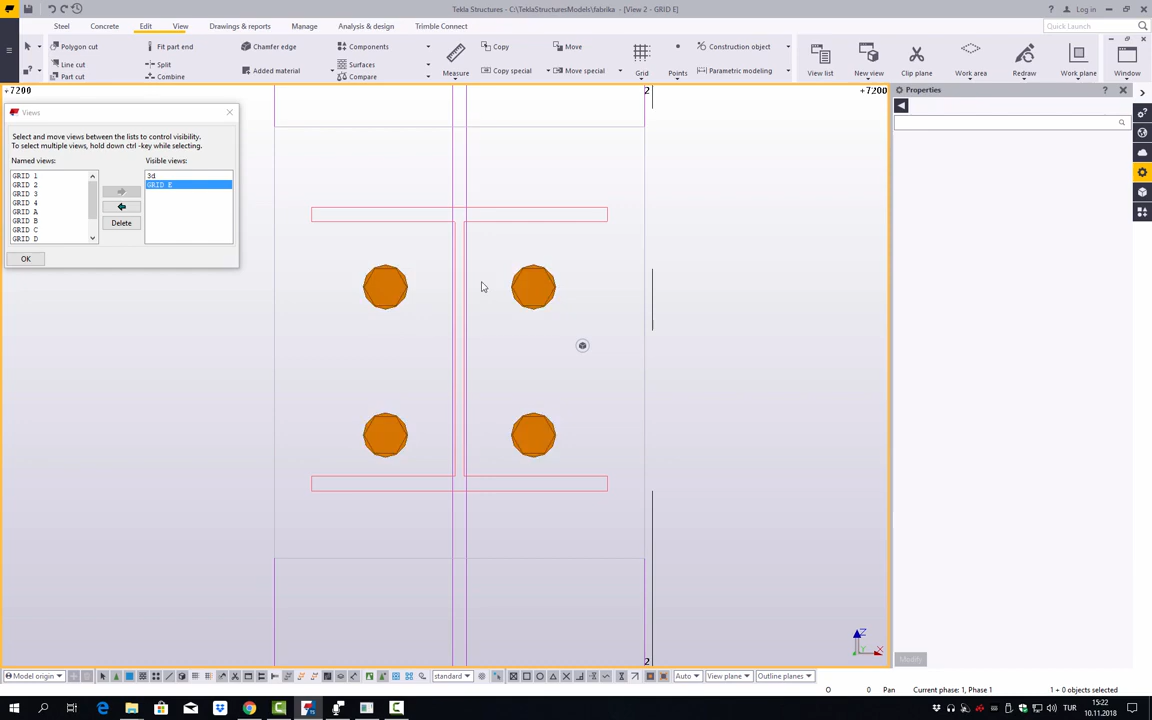 Tekla Structures - C:\TeklaStructuresModels\fabrika - [View 2 - GRID E]
Log in
Steel Concrete Edit View Drawings & reports Manage Analysis & design Trimble Connect Quick Launch
Polygon cut Fit part end Chamfer edge Components Copy Move Construction object
Line cut Split Surfaces
Part cut Combine Added material Compare Measure Copy special Move special Grid Points Parametric modeling View list New view Clip plane Work area Redraw Work plane Window
+7200 2 +7200 Properties ?
Views
Select and move views between the lists to control visibility.
To select multiple views, hold down ctrl -key while selecting.
Named views: Visible views:
GRID 1 3d
GRID 2 GRID E
GRID 3
GRID 4
GRID A
GRID B Delete
GRID C
GRID D
OK
Z
X
2 Modify
Model origin standard Auto View plane Outline planes
O 0 Pan Current phase: 1, Phase 1 1 + 0 objects selected
TUR 15:22
10.11.2018